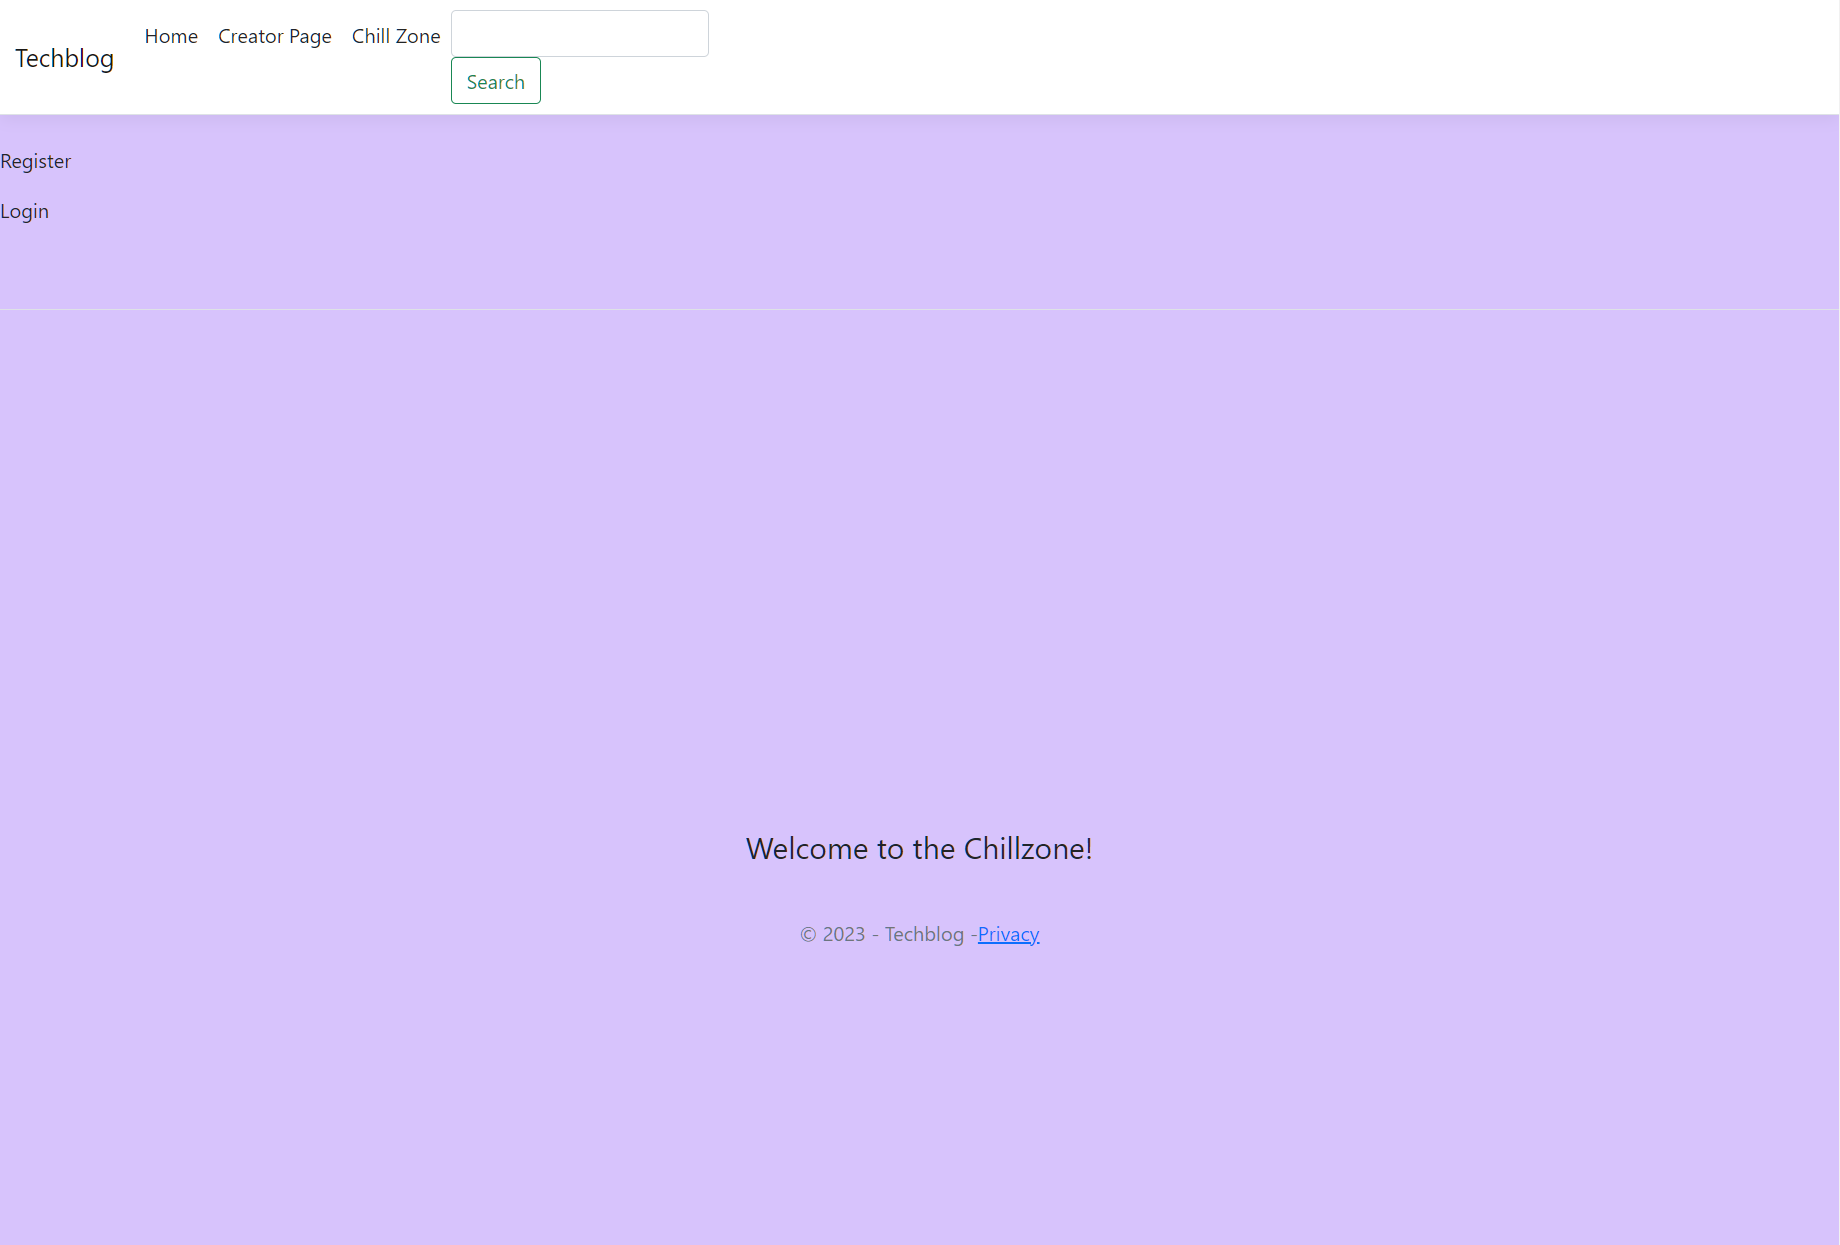 Techblog
Home Creator Page Chill Zone
Search
Register
Login
Welcome to the Chillzone!
© 2023 - Techblog -Privacy